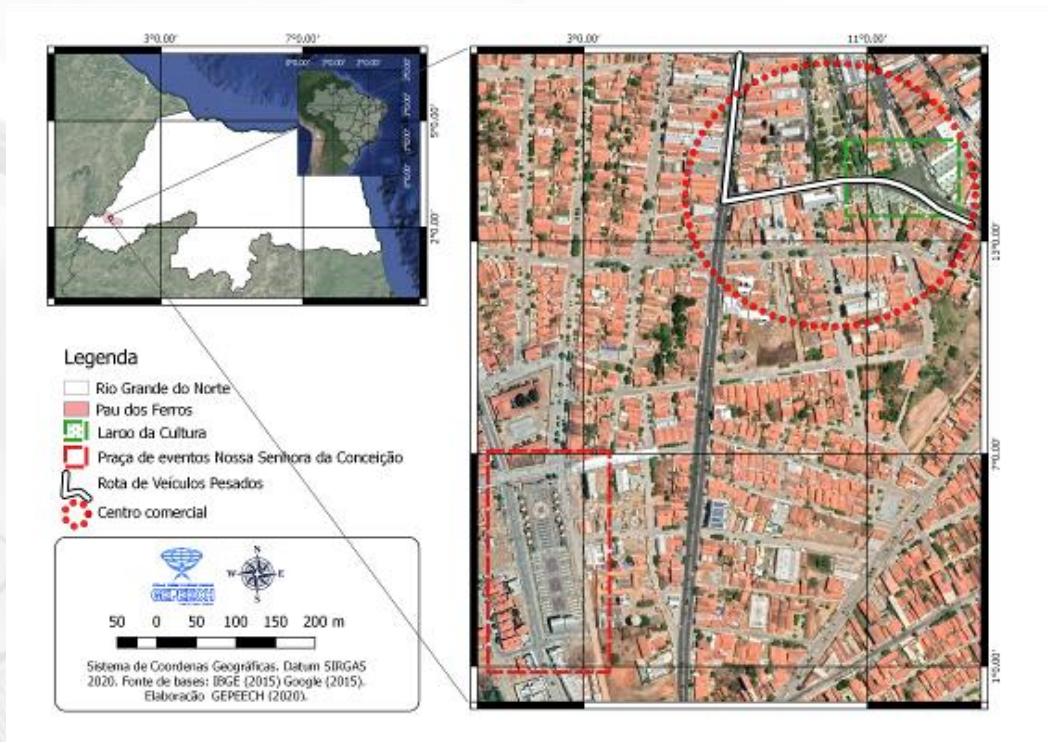 3°0.00'
7°0.00'
5°0.00'
2°0.00'
3°0.00'
11°0.00'
13°0.00'
7°0.00'
1°0.00'
Legenda
Rio Grande do Norte
Pau dos Ferros
Largo da Cultura
Praça de eventos Nossa Senhora da Conceição
Rota de Veículos Pesados
Centro comercial
GEPEECH
N
W
E
S
50 0 50 100 150 200 m
Sistema de Coordenas Geográficas. Datum SIRGAS
2020. Fonte de bases: IBGE (2015) Google (2015).
Elaboração GEPEECH (2020).